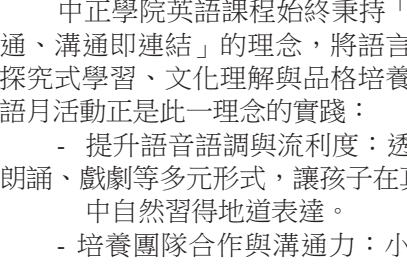 中正學院英語課程始終秉持「
通、溝通即連結」的理念，將語言
探究式學習、文化理解與品格培養
語月活動正是此一理念的實踐：
- 提升語音語調與流利度：透
朗誦、戲劇等多元形式，讓孩子在真
中自然習得地道表達。
- 培養團隊合作與溝通力：小